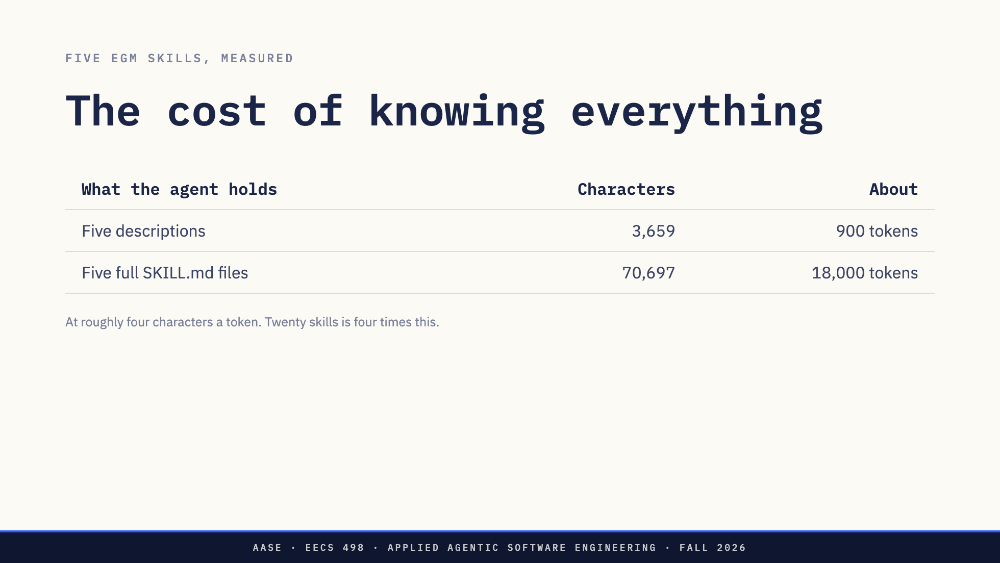 FIVE EGM SKILLS, MEASURED
The cost of knowing everything
What the agent holds Characters About
Five descriptions 3,659 900 tokens
Five full SKILL.md files 70,697 18,000 tokens
At roughly four characters a token. Twenty skills is four times this.
AASE · EECS 498 · APPLIED AGENTIC SOFTWARE ENGINEERING · FALL 2026